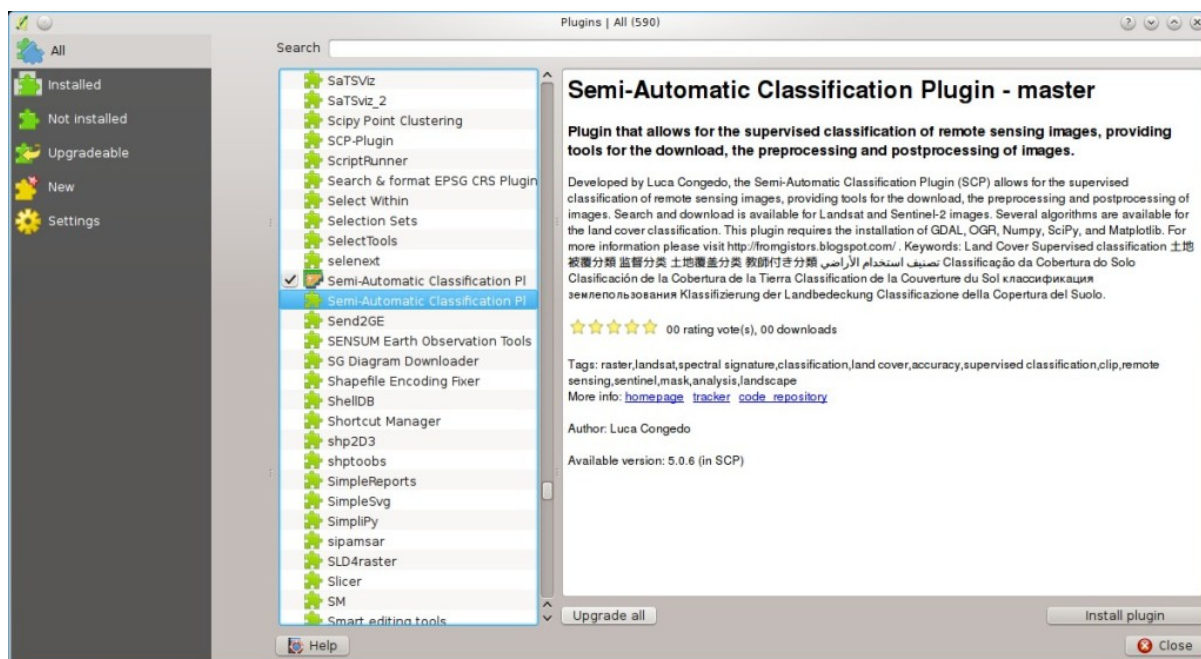 Plugins | All (590)
All
Installed
Not installed
Upgradeable
New
Settings
Search
SaTSViz
SaTSviz_2
Scipy Point Clustering
SCP-Plugin
ScriptRunner
Search & format EPSG CRS Plugin
Select Within
Selection Sets
SelectTools
selenext
Semi-Automatic Classification Pl
Semi-Automatic Classification Pl
Send2GE
SENSUM Earth Observation Tools
SG Diagram Downloader
Shapefile Encoding Fixer
ShellDB
Shortcut Manager
shp2D3
shptoobs
SimpleReports
SimpleSvg
SimpliPy
sipamsar
SLD4raster
Slicer
SM
Smart editing tools
Semi-Automatic Classification Plugin - master
Plugin that allows for the supervised classification of remote sensing images, providing
tools for the download, the preprocessing and postprocessing of images.
Developed by Luca Congedo, the Semi-Automatic Classification Plugin (SCP) allows for the supervised
classification of remote sensing images, providing tools for the download, the preprocessing and postprocessing of
images. Search and download is available for Landsat and Sentinel-2 images. Several algorithms are available for
the land cover classification. This plugin requires the installation of GDAL, OGR, Numpy, SciPy, and Matplotlib. For
more information please visit http://fromgistors.blogspot.com/ . Keywords: Land Cover Supervised classification 土地
被覆分類 监督分类 土地覆盖分类 教師付き分類 تصنيف استخدام الأراضي Classificação da Cobertura do Solo
Clasificación de la Cobertura de la Tierra Classification de la Couverture du Sol классификация
землепользования Klassifizierung der Landbedeckung Classificazione della Copertura del Suolo.
00 rating vote(s), 00 downloads
Tags: raster,landsat,spectral signature,classification,land cover,accuracy,supervised classification,clip,remote
sensing,sentinel,mask,analysis,landscape
More info: homepage tracker code repository
Author: Luca Congedo
Available version: 5.0.6 (in SCP)
Upgrade all
Install plugin
Help
Close